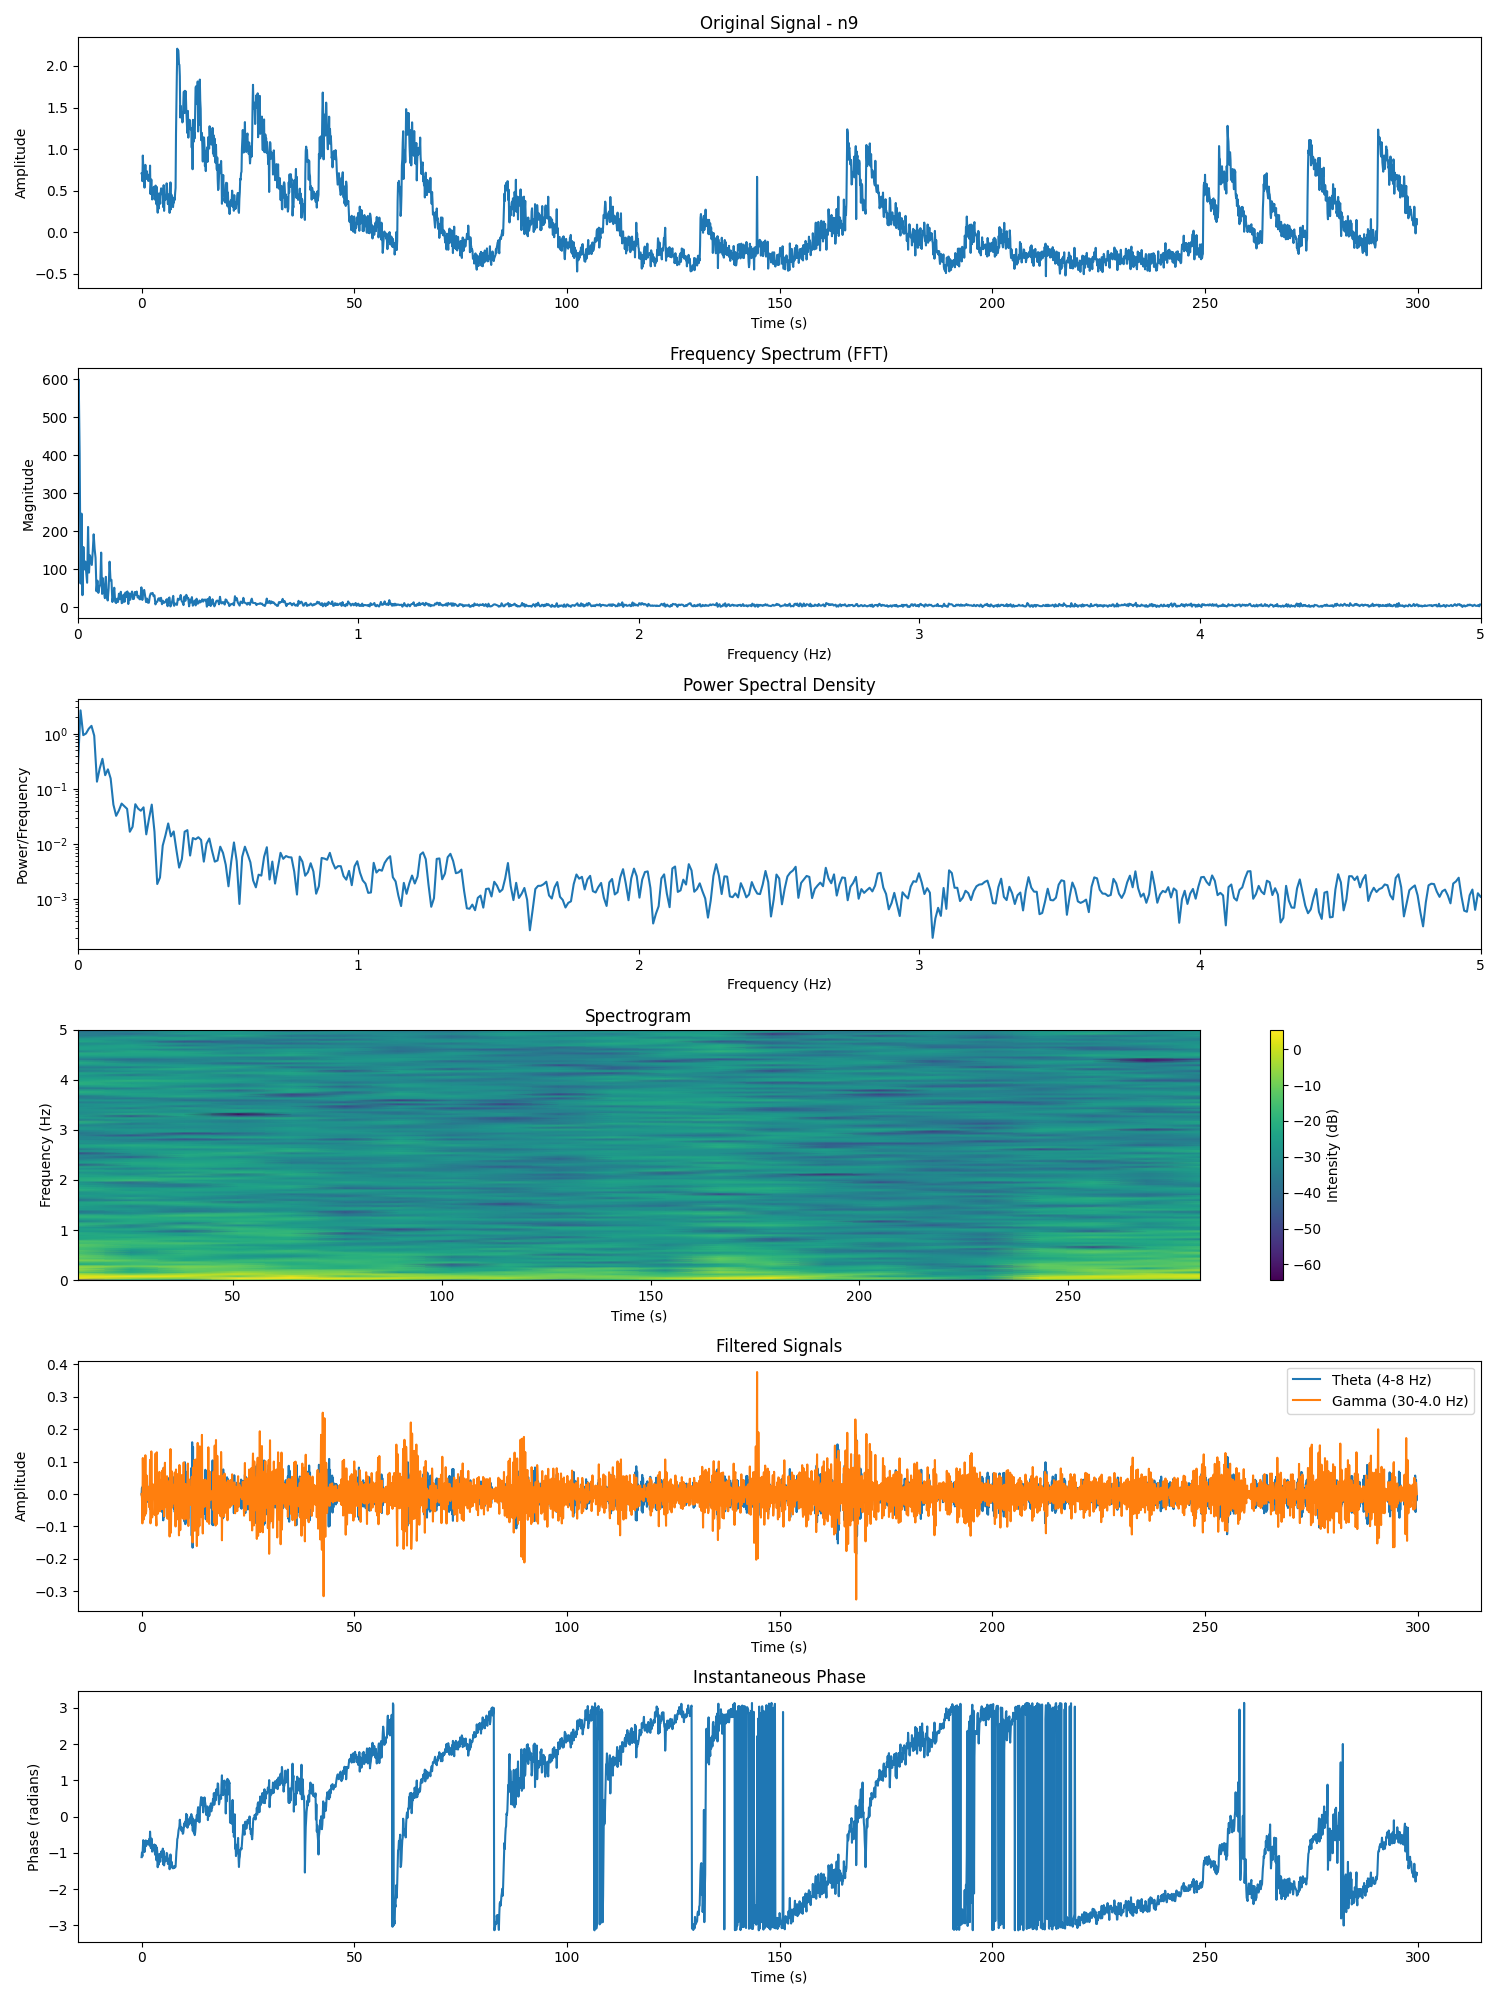 Original Signal - n9
2.0
1.5
1.0
0.5
0.0
−0.5
Amplitude
0 50 100 150 200 250 300
Time (s)
Frequency Spectrum (FFT)
600
500
400
300
200
100
0
Magnitude
0 1 2 3 4 5
Frequency (Hz)
Power Spectral Density
10⁰
10⁻¹
10⁻²
10⁻³
Power/Frequency
0 1 2 3 4 5
Frequency (Hz)
Spectrogram
5
4
3
2
1
0
Frequency (Hz)
50 100 150 200 250
Time (s)
0
−10
−20
−30
−40
−50
−60
Intensity (dB)
Filtered Signals
0.4
0.3
0.2
0.1
0.0
−0.1
−0.2
−0.3
Amplitude
Theta (4-8 Hz)
Gamma (30-4.0 Hz)
0 50 100 150 200 250 300
Time (s)
Instantaneous Phase
3
2
1
0
−1
−2
−3
Phase (radians)
0 50 100 150 200 250 300
Time (s)